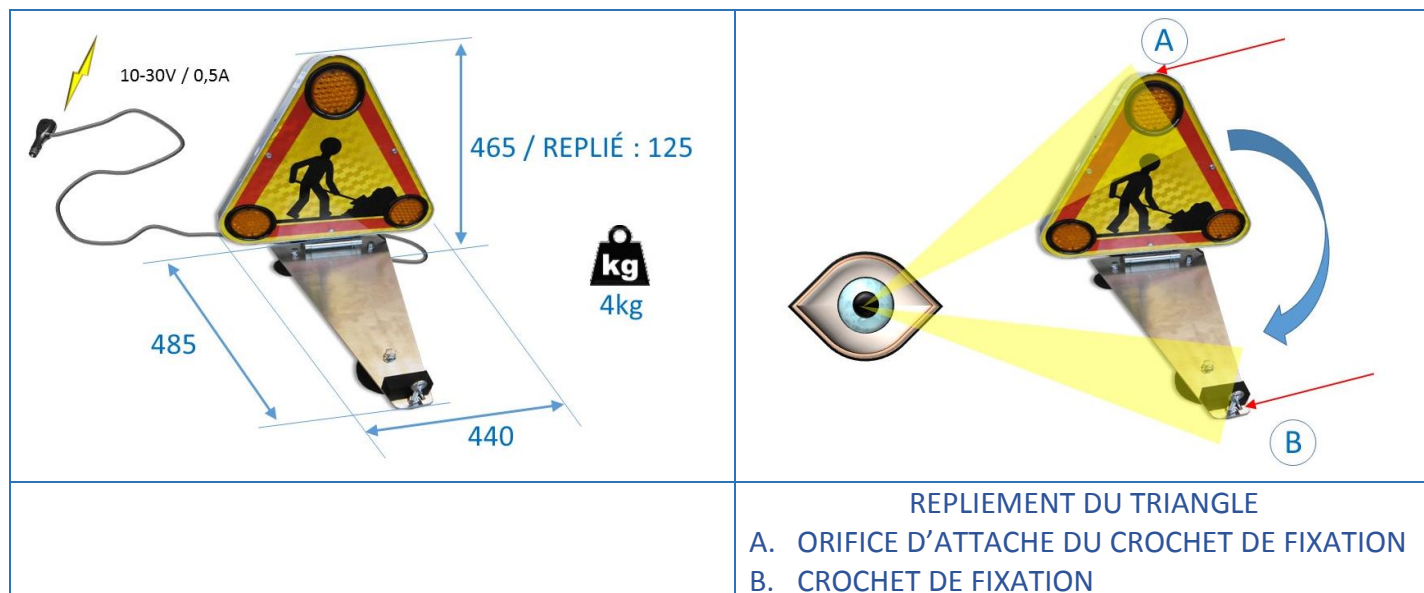 10-30V / 0,5A
465 / REPLIÉ : 125
kg
4kg
485
440
A
B
REPLIEMENT DU TRIANGLE
A. ORIFICE D’ATTACHE DU CROCHET DE FIXATION
B. CROCHET DE FIXATION